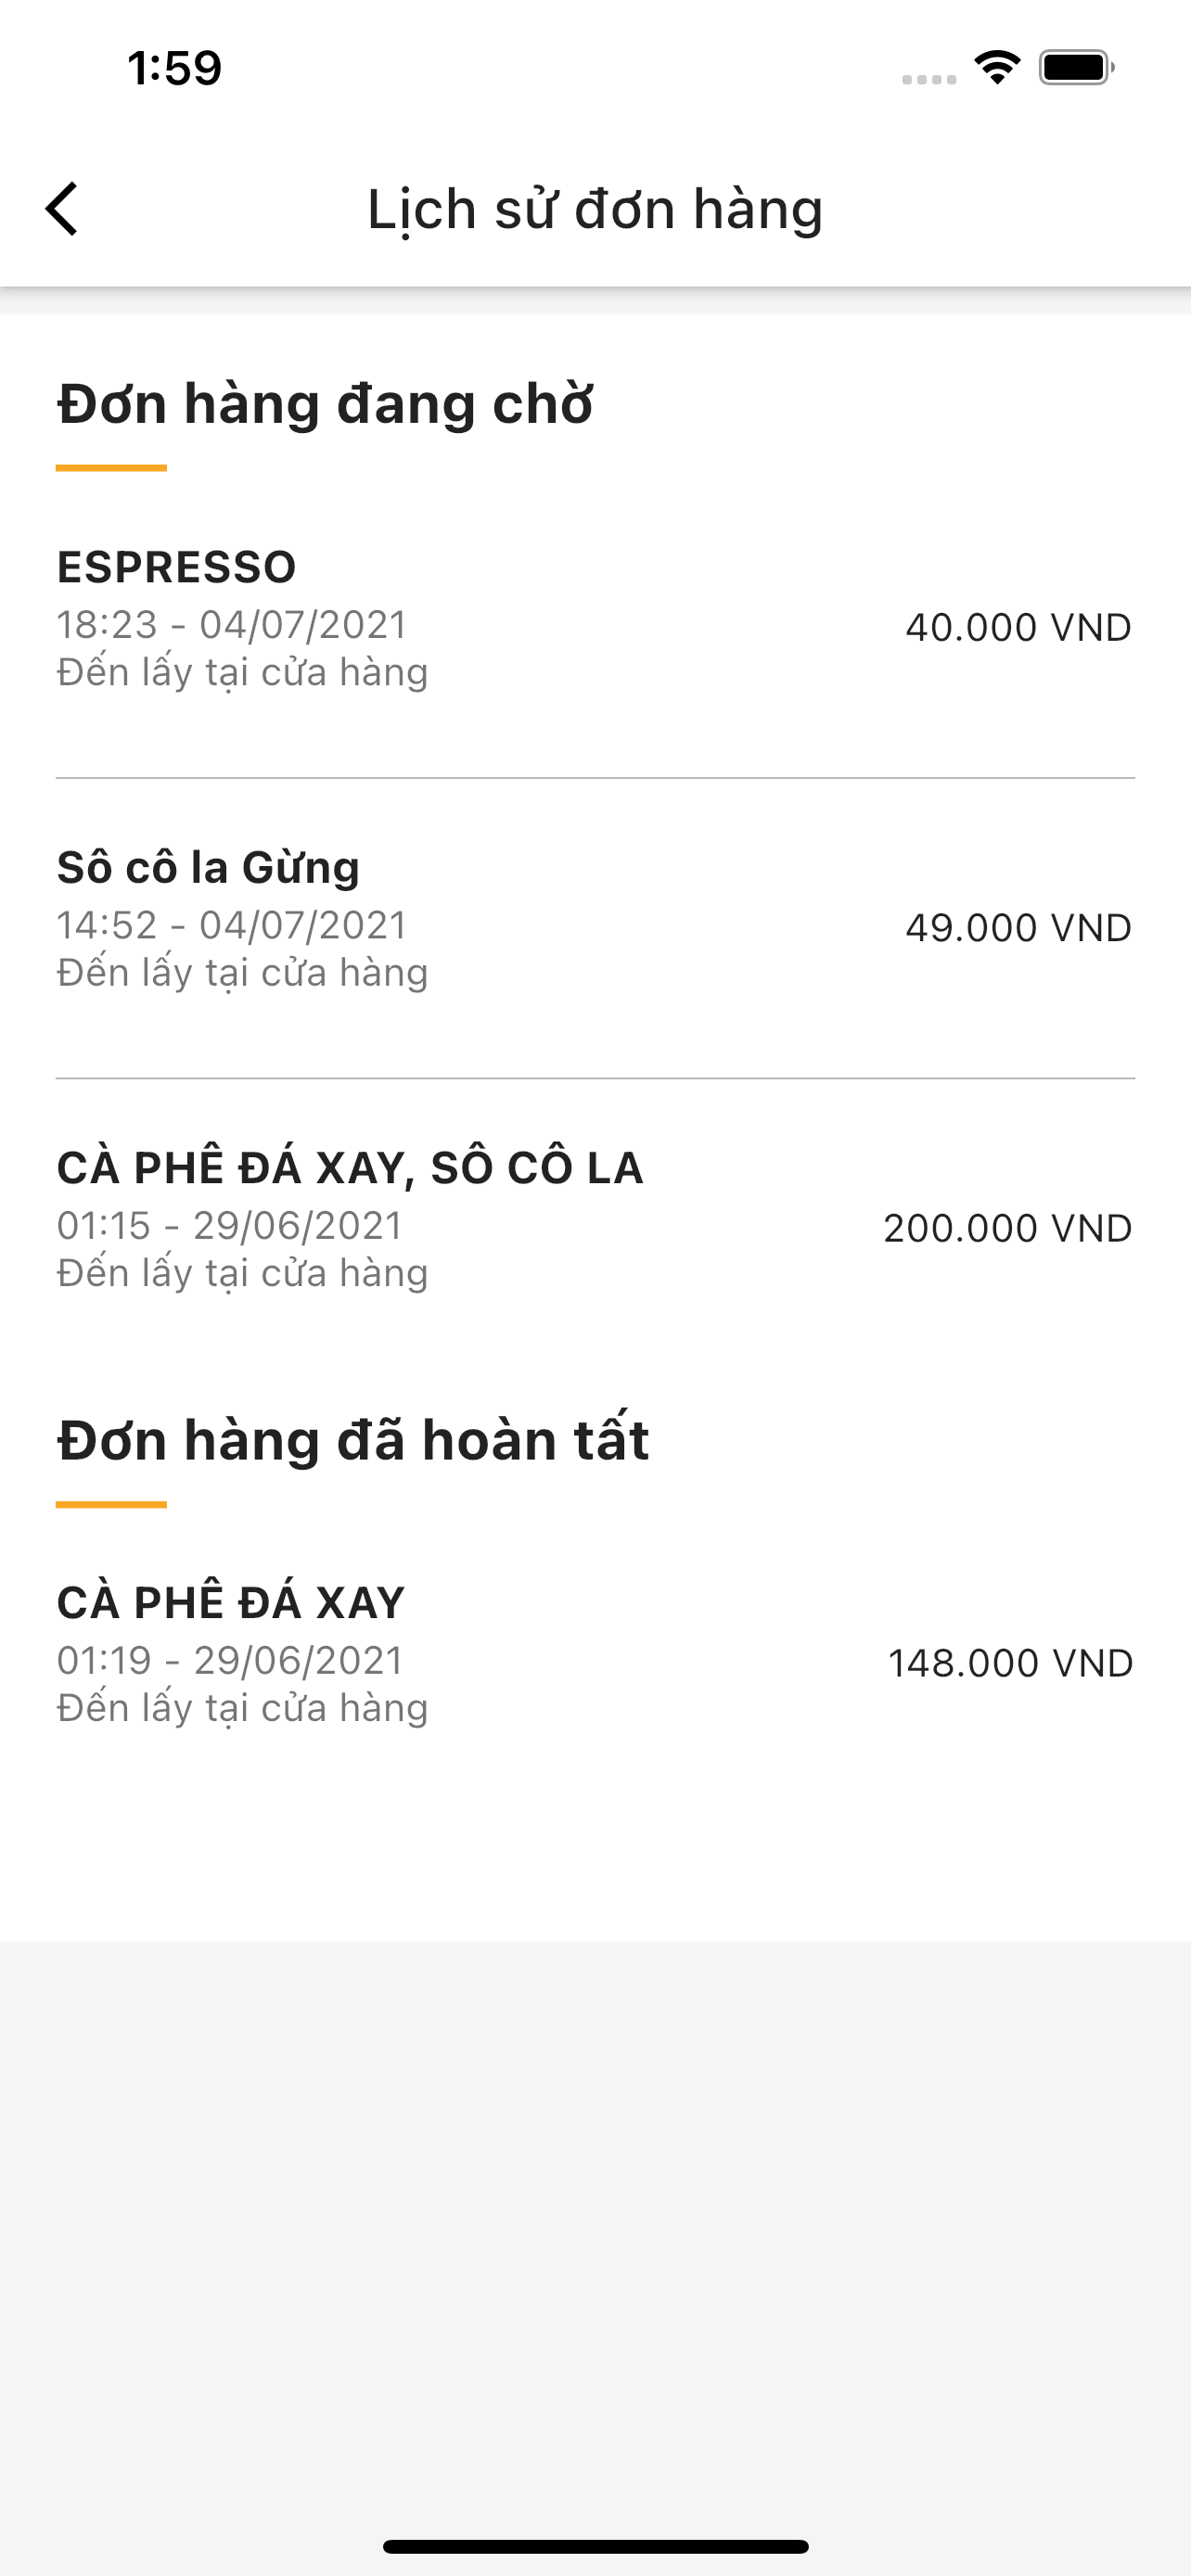 1:59
Lịch sử đơn hàng
Đơn hàng đang chờ
ESPRESSO
18:23 - 04/07/2021
40.000 VND
Đến lấy tại cửa hàng
Sô cô la Gừng
14:52 - 04/07/2021
49.000 VND
Đến lấy tại cửa hàng
CÀ PHÊ ĐÁ XAY, SÔ CÔ LA
01:15 - 29/06/2021
200.000 VND
Đến lấy tại cửa hàng
Đơn hàng đã hoàn tất
CÀ PHÊ ĐÁ XAY
01:19 - 29/06/2021
148.000 VND
Đến lấy tại cửa hàng